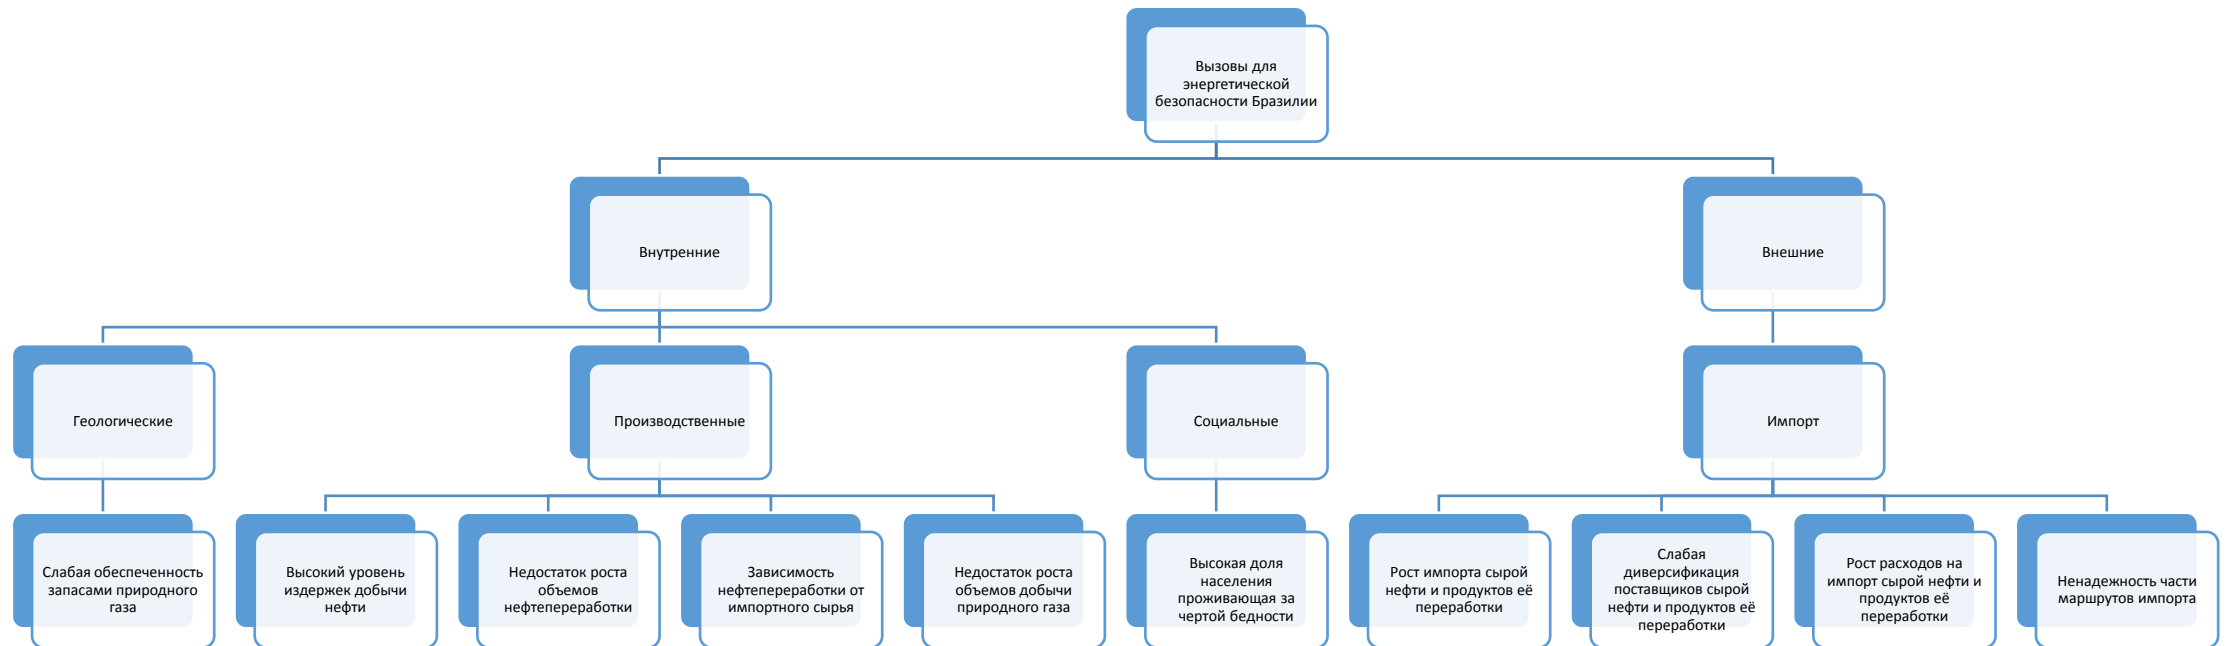 Вызовы для
энергетической
безопасности Бразилии
Внутренние
Внешние
Геологические
Производственные
Социальные
Импорт
Слабая обеспеченность
запасами природного
газа
Высокий уровень
издержек добычи
нефти
Недостаток роста
объемов
нефтепереработки
Зависимость
нефтепереработки от
импортного сырья
Недостаток роста
объемов добычи
природного газа
Высокая доля
населения
проживающая за
чертой бедности
Рост импорта сырой
нефти и продуктов её
переработки
Слабая
диверсификация
поставщиков сырой
нефти и продуктов её
переработки
Рост расходов на
импорт сырой нефти и
продуктов её
переработки
Ненадежность части
маршрутов импорта